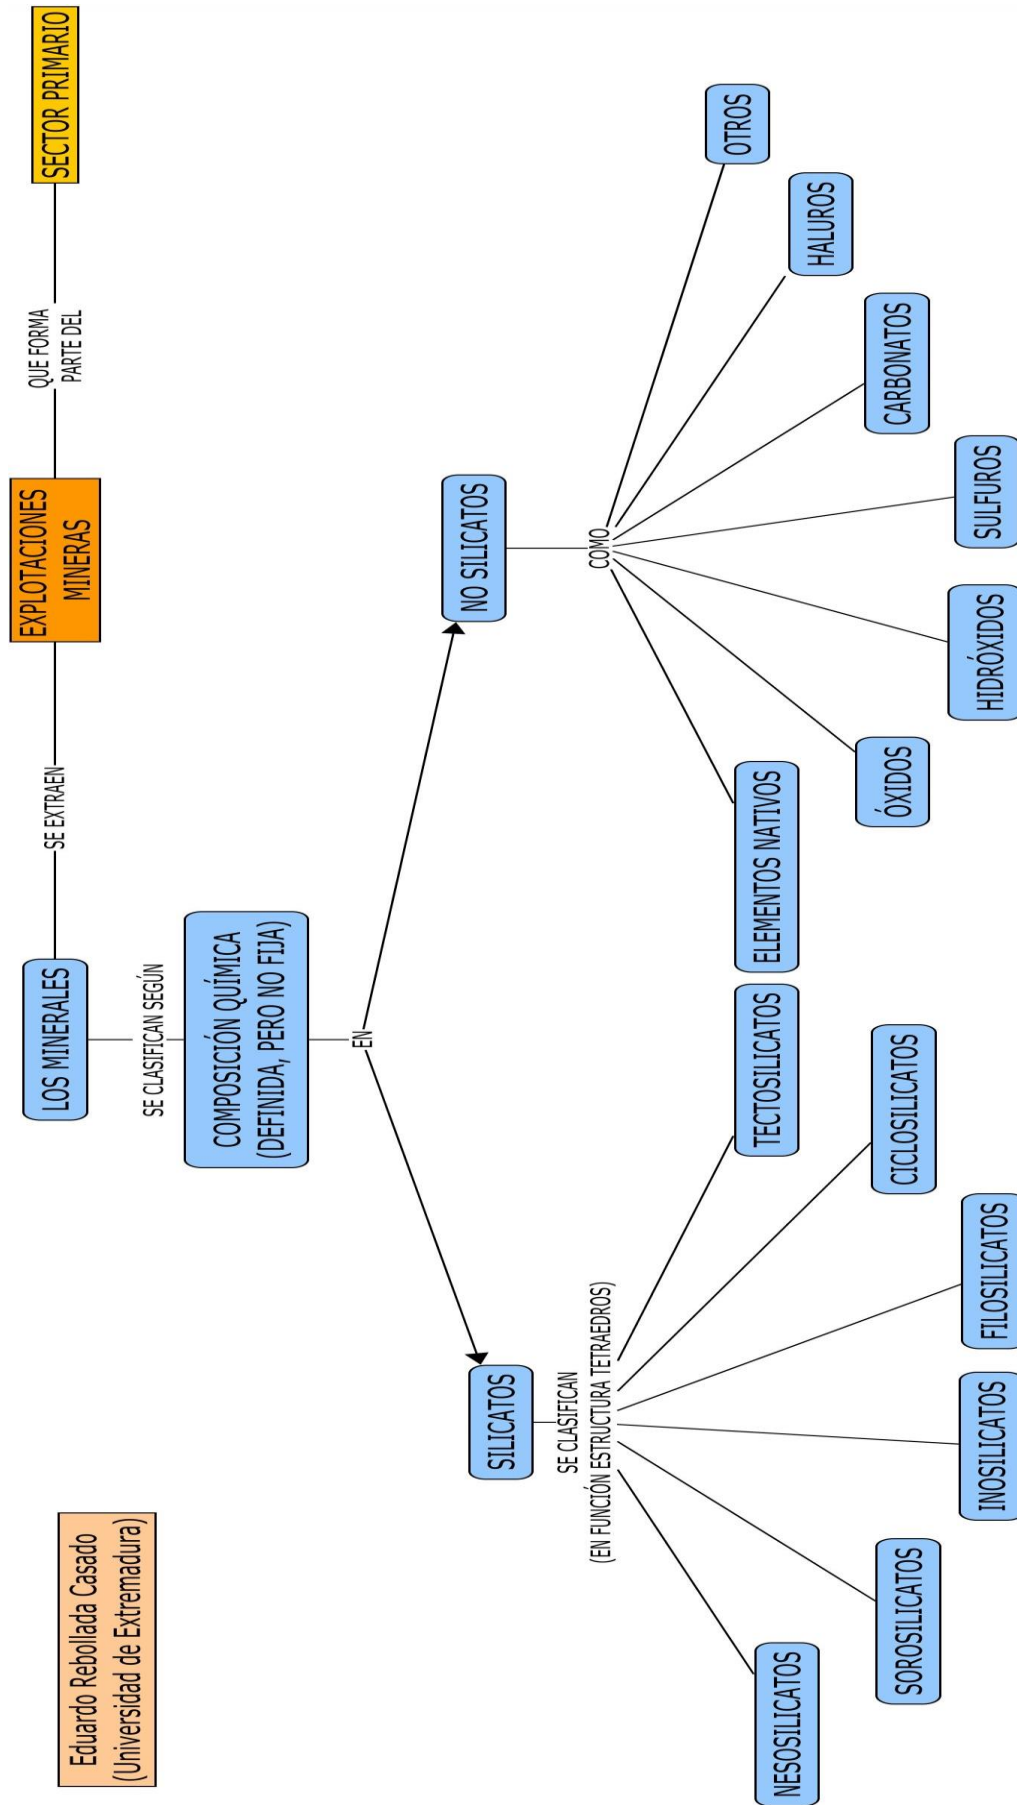 Eduardo Rebollada Casado
(Universidad de Extremadura)
LOS MINERALES
SE EXTRAEN
EXPLOTACIONES
MINERAS
QUE FORMA
PARTE DEL
SECTOR PRIMARIO
SE CLASIFICAN SEGÚN
COMPOSICIÓN QUÍMICA
(DEFINIDA, PERO NO FIJA)
EN
SILICATOS
NO SILICATOS
SE CLASIFICAN
(EN FUNCIÓN ESTRUCTURA TETRAEDROS)
COMO
NESOSILICATOS
SOROSILICATOS
INOSILICATOS
FILOSILICATOS
CICLOSILICATOS
TECTOSILICATOS
ELEMENTOS NATIVOS
ÓXIDOS
HIDRÓXIDOS
SULFUROS
CARBONATOS
HALUROS
OTROS